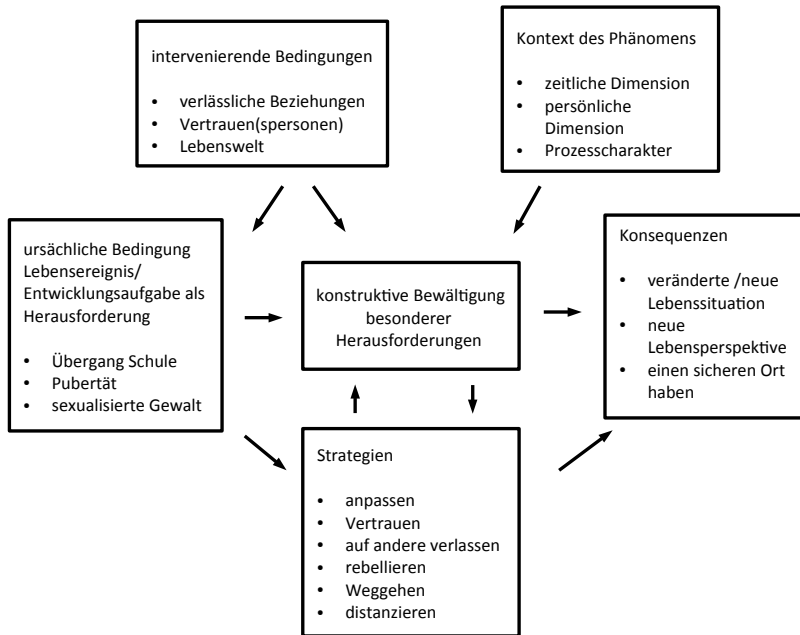 intervenierende Bedingungen
• verlässliche Beziehungen
• Vertrauen(spersonen)
• Lebenswelt
Kontext des Phänomens
• zeitliche Dimension
• persönliche
Dimension
• Prozesscharakter
ursächliche Bedingung
Lebensereignis/
Entwicklungsaufgabe als
Herausforderung
• Übergang Schule
• Pubertät
• sexualisierte Gewalt
konstruktive Bewältigung
besonderer
Herausforderungen
Konsequenzen
• veränderte /neue
Lebenssituation
• neue
Lebensperspektive
• einen sicheren Ort
haben
Strategien
• anpassen
• Vertrauen
• auf andere verlassen
• rebellieren
• Weggehen
• distanzieren